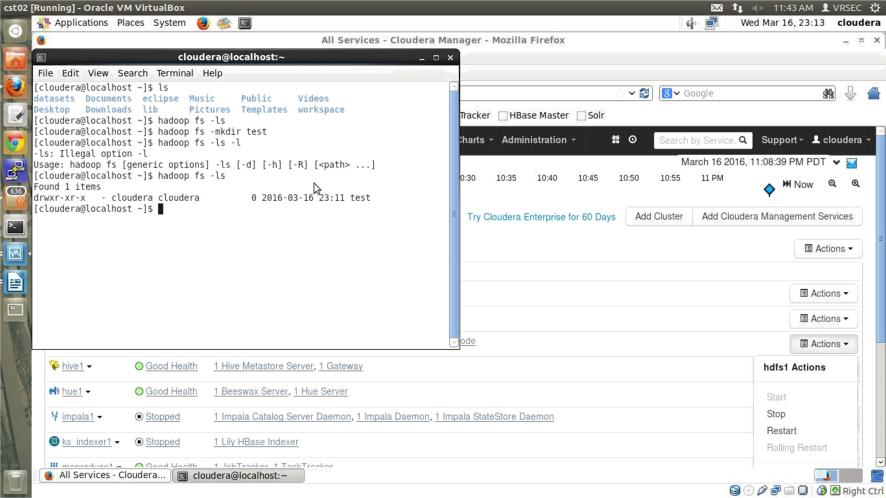 cst02 [Running] - Oracle VM VirtualBox
11:43 AM
VRSEC
Applications Places System
Wed Mar 16, 23:13 cloudera
All Services - Cloudera Manager - Mozilla Firefox
cloudera@localhost:~
File Edit View Search Terminal Help
[cloudera@localhost ~]$ ls
datasets Documents eclipse Music Public Videos
Desktop Downloads lib Pictures Templates workspace
[cloudera@localhost ~]$ hadoop fs -ls
[cloudera@localhost ~]$ hadoop fs -mkdir test
[cloudera@localhost ~]$ hadoop fs -ls -l
-ls: Illegal option -l
Usage: hadoop fs [generic options] -ls [-d] [-h] [-R] [<path> ...]
[cloudera@localhost ~]$ hadoop fs -ls
Found 1 items
drwxr-xr-x - cloudera cloudera 0 2016-03-16 23:11 test
[cloudera@localhost ~]$
Google
Tracker HBase Master Solr
Charts Administration Search by Service, Support cloudera
March 16 2016, 11:08:39 PM PDT
10:30 10:35 10:40 10:45 10:50 10:55 11 PM Now
Try Cloudera Enterprise for 60 Days Add Cluster Add Cloudera Management Services
Actions
Actions
Actions
ode Actions
hive1 Good Health 1 Hive Metastore Server, 1 Gateway
hue1 Good Health 1 Beeswax Server, 1 Hue Server
impala1 Stopped 1 Impala Catalog Server Daemon, 1 Impala Daemon, 1 Impala StateStore Daemon
ks_indexer1 Stopped 1 Lily HBase Indexer
mapreduce1 Good Health 1 JobTracker, 1 TaskTracker
hdfs1 Actions
Start
Stop
Restart
Rolling Restart
636
All Services - Cloudera... cloudera@localhost:~
Right Ctrl